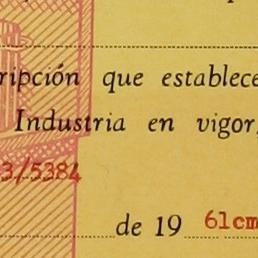 ripción que establece
Industria en vigor,
3/5384
de 19 61cm